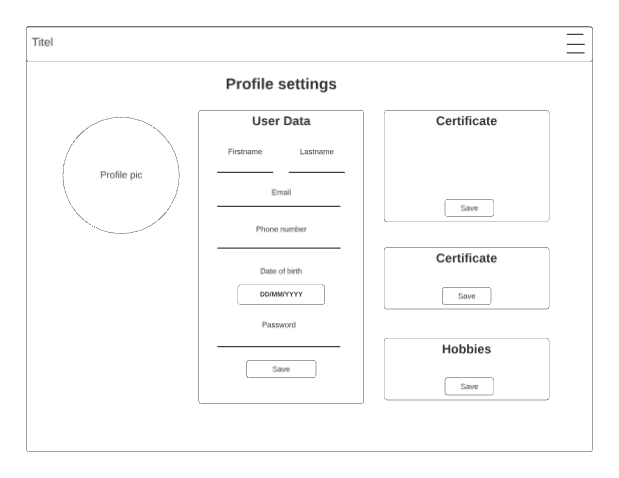 Titel
Profile settings
Profile pic
User Data
Firstname Lastname
Email
Phone number
Date of birth
DD/MM/YYYY
Password
Save
Certificate
Save
Certificate
Save
Hobbies
Save